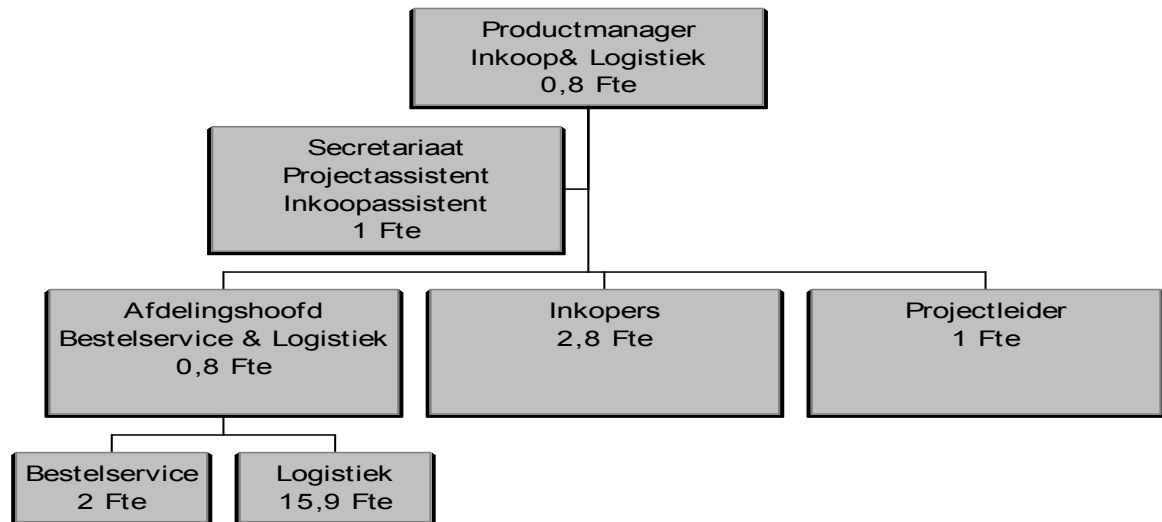 Productmanager
Inkoop& Logistiek
0,8 Fte
Secretariaat
Projectassistent
Inkoopassistent
1 Fte
Afdelingshoofd
Bestelservice & Logistiek
0,8 Fte
Inkopers
2,8 Fte
Projectleider
1 Fte
Bestelservice
2 Fte
Logistiek
15,9 Fte